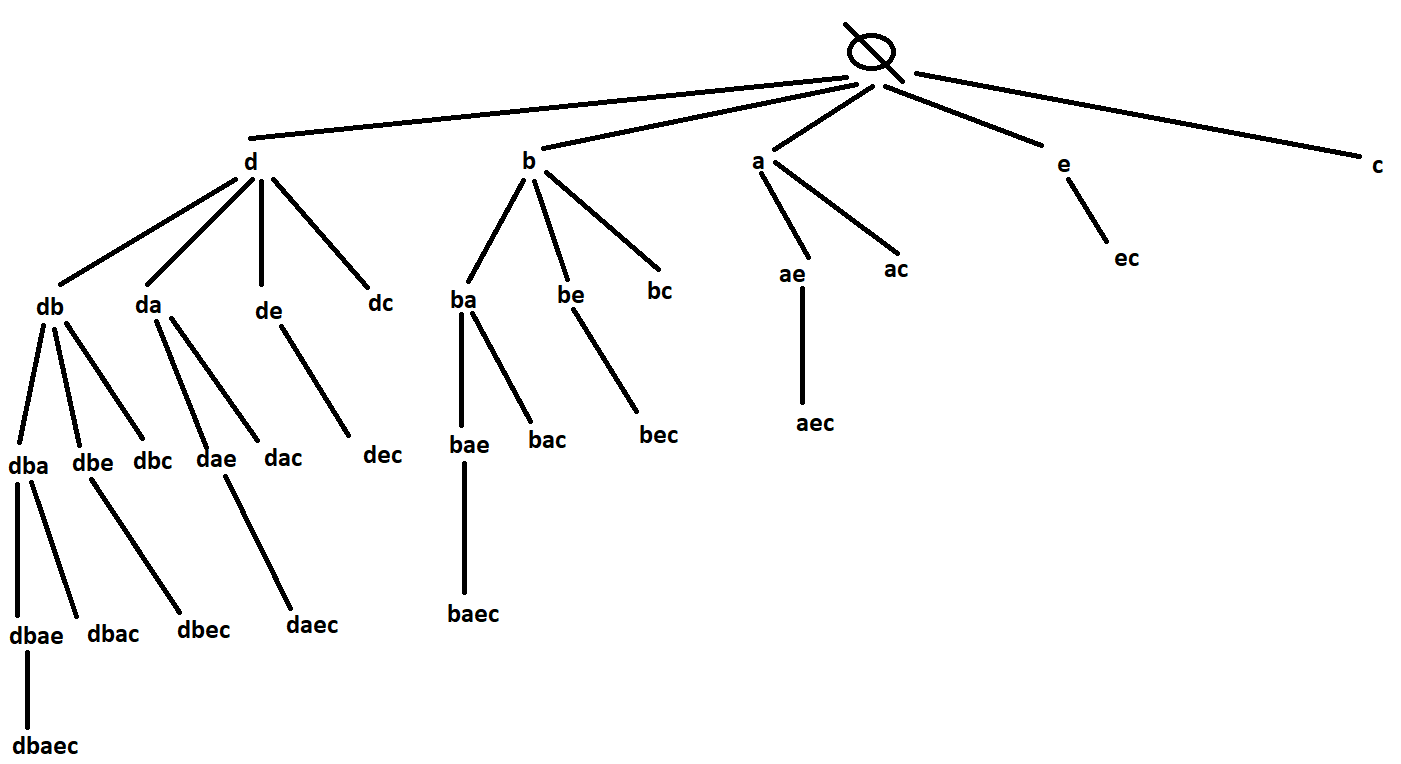 ∅
d b a e c
db da de dc ba be bc ae ac ec
dba dbe dbc dae dac dec bae bac bec aec
dbae dbac dbec daec baec
dbaec